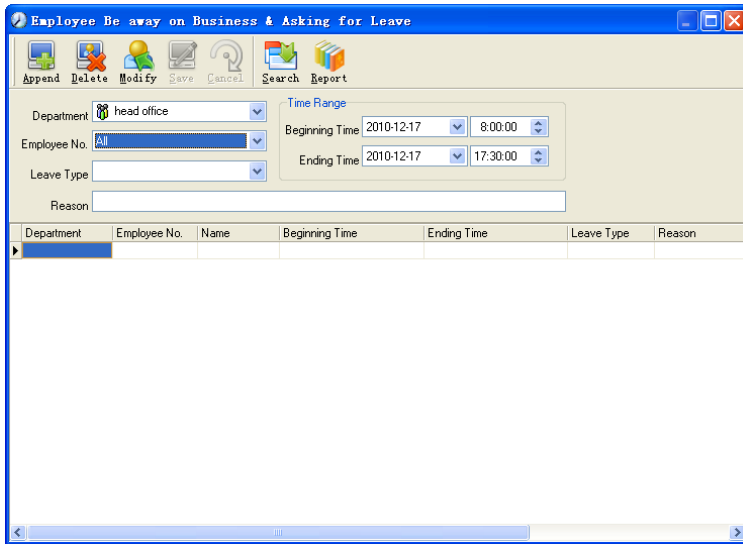 Employee Be away on Business & Asking for Leave
Append Delete Modify Save Cancel Search Report
Department head office
Employee No. All
Leave Type
Reason
Time Range
Beginning Time 2010-12-17 8:00:00
Ending Time 2010-12-17 17:30:00
Department Employee No. Name Beginning Time Ending Time Leave Type Reason